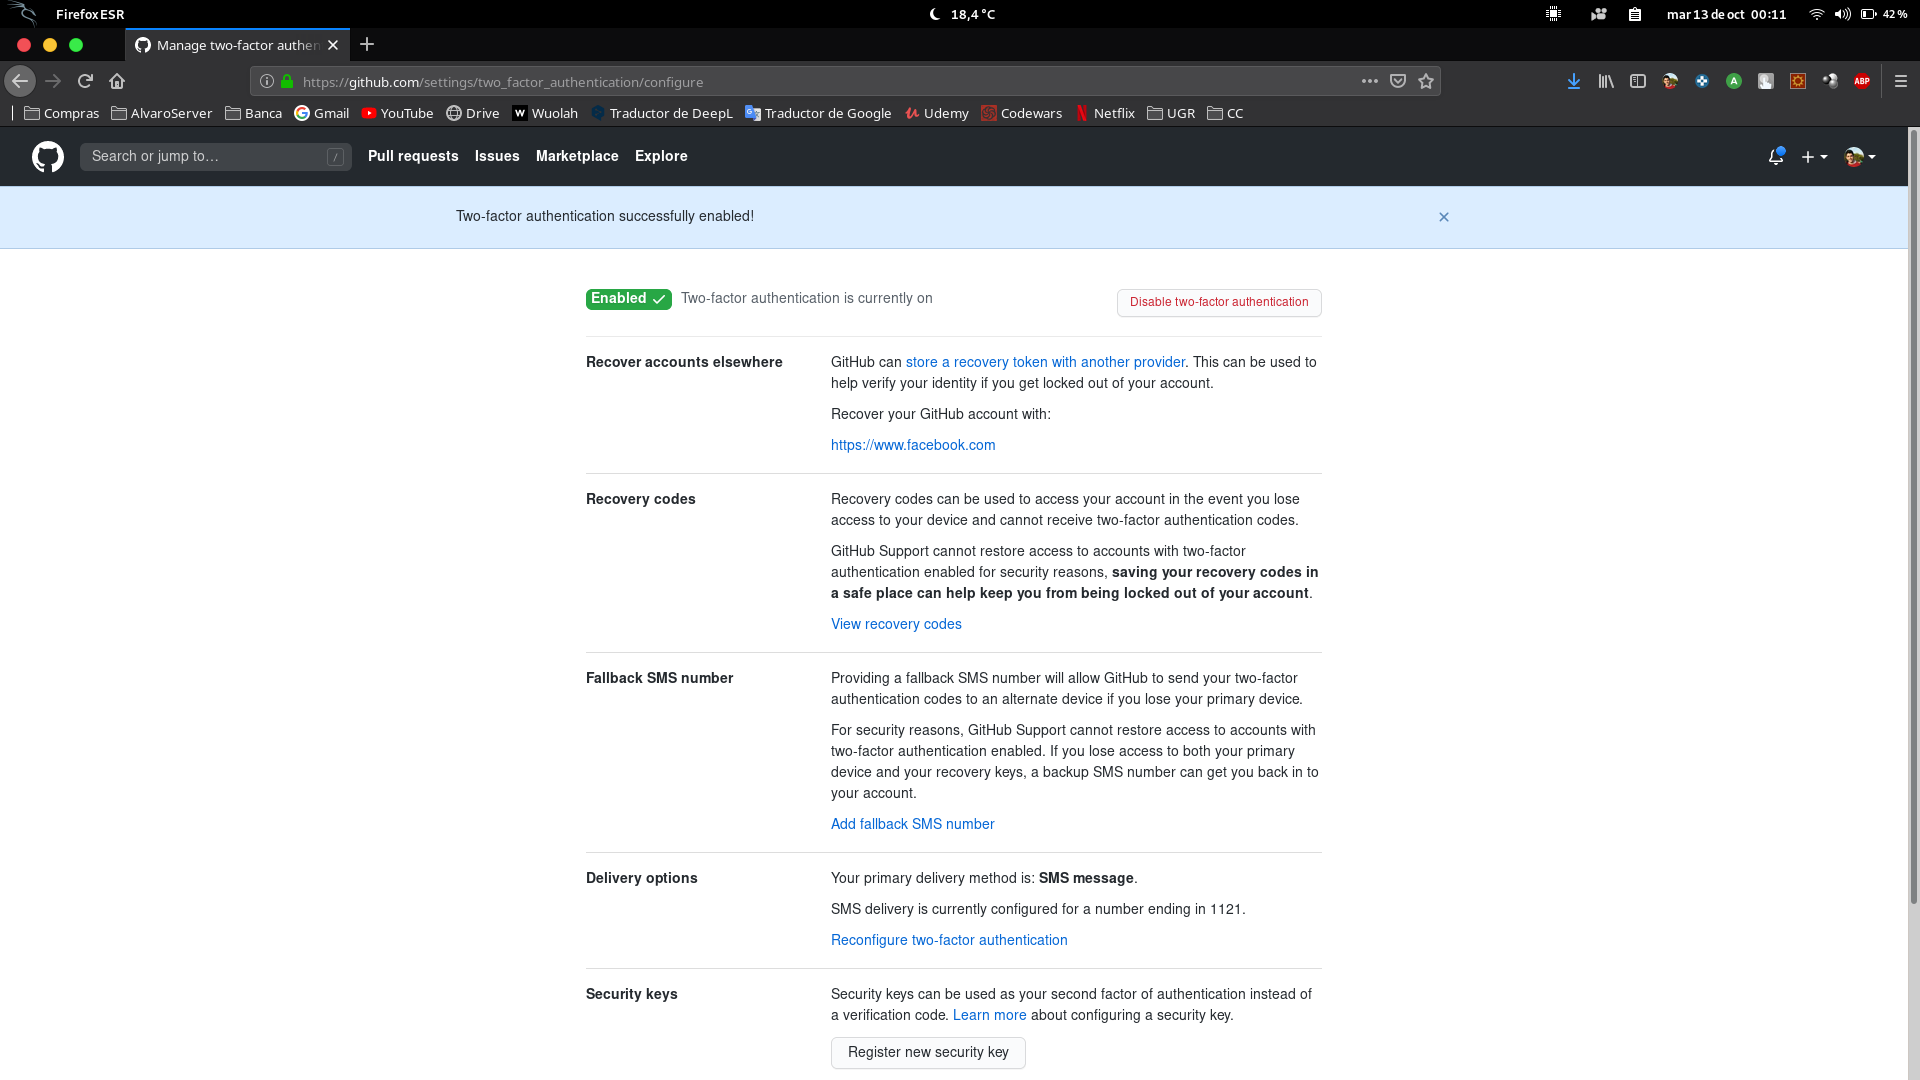 Firefox ESR
18,4 °C
mar 13 de oct 00:11
42 %
Manage two-factor authen
https://github.com/settings/two_factor_authentication/configure
ABP
Compras
AlvaroServer
Banca
Gmail
YouTube
Drive
Wuolah
Traductor de DeepL
Traductor de Google
Udemy
Codewars
Netflix
UGR
CC
Search or jump to…
/
Pull requests
Issues
Marketplace
Explore
Two-factor authentication successfully enabled!
Enabled
Two-factor authentication is currently on
Disable two-factor authentication
Recover accounts elsewhere
GitHub can store a recovery token with another provider. This can be used to
help verify your identity if you get locked out of your account.
Recover your GitHub account with:
https://www.facebook.com
Recovery codes
Recovery codes can be used to access your account in the event you lose
access to your device and cannot receive two-factor authentication codes.
GitHub Support cannot restore access to accounts with two-factor
authentication enabled for security reasons, saving your recovery codes in
a safe place can help keep you from being locked out of your account.
View recovery codes
Fallback SMS number
Providing a fallback SMS number will allow GitHub to send your two-factor
authentication codes to an alternate device if you lose your primary device.
For security reasons, GitHub Support cannot restore access to accounts with
two-factor authentication enabled. If you lose access to both your primary
device and your recovery keys, a backup SMS number can get you back in to
your account.
Add fallback SMS number
Delivery options
Your primary delivery method is: SMS message.
SMS delivery is currently configured for a number ending in 1121.
Reconfigure two-factor authentication
Security keys
Security keys can be used as your second factor of authentication instead of
a verification code. Learn more about configuring a security key.
Register new security key